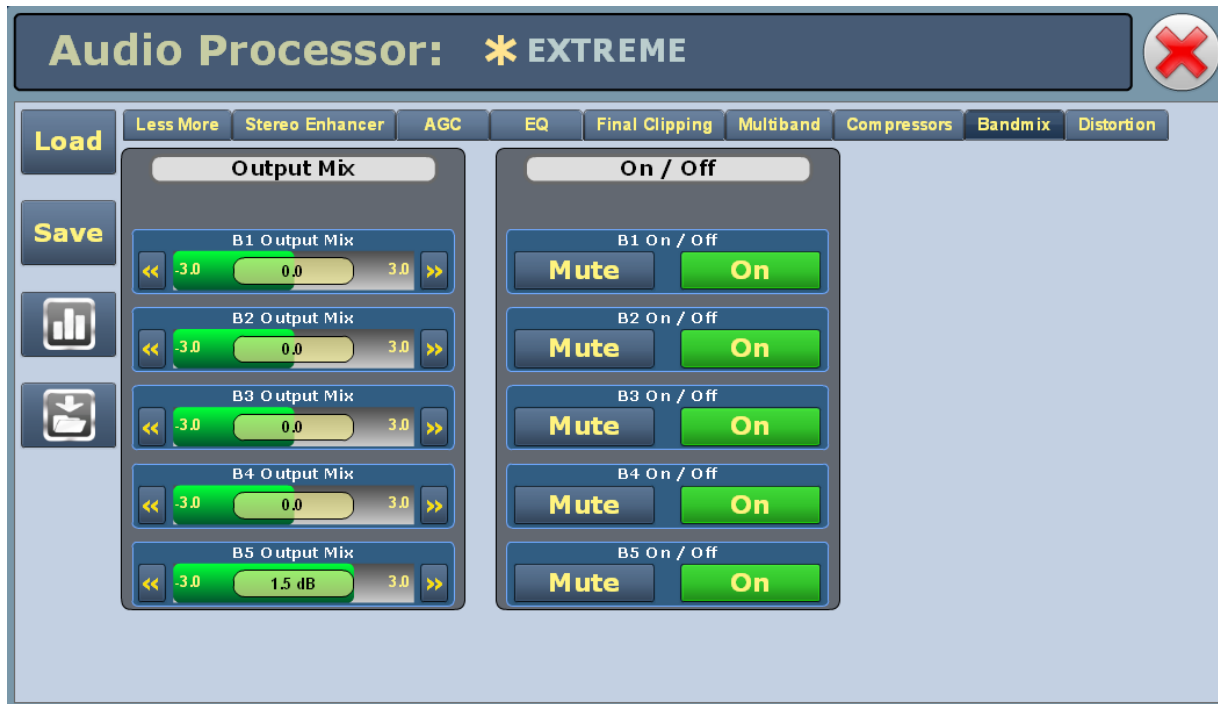 Audio Processor: * EXTREME
Load
Save
Less More Stereo Enhancer AGC EQ Final Clipping Multiband Compressors Bandmix Distortion
Output Mix
B1 Output Mix
<< -3.0 0.0 3.0 >>
B2 Output Mix
<< -3.0 0.0 3.0 >>
B3 Output Mix
<< -3.0 0.0 3.0 >>
B4 Output Mix
<< -3.0 0.0 3.0 >>
B5 Output Mix
<< -3.0 1.5 dB 3.0 >>
On / Off
B1 On / Off
Mute On
B2 On / Off
Mute On
B3 On / Off
Mute On
B4 On / Off
Mute On
B5 On / Off
Mute On